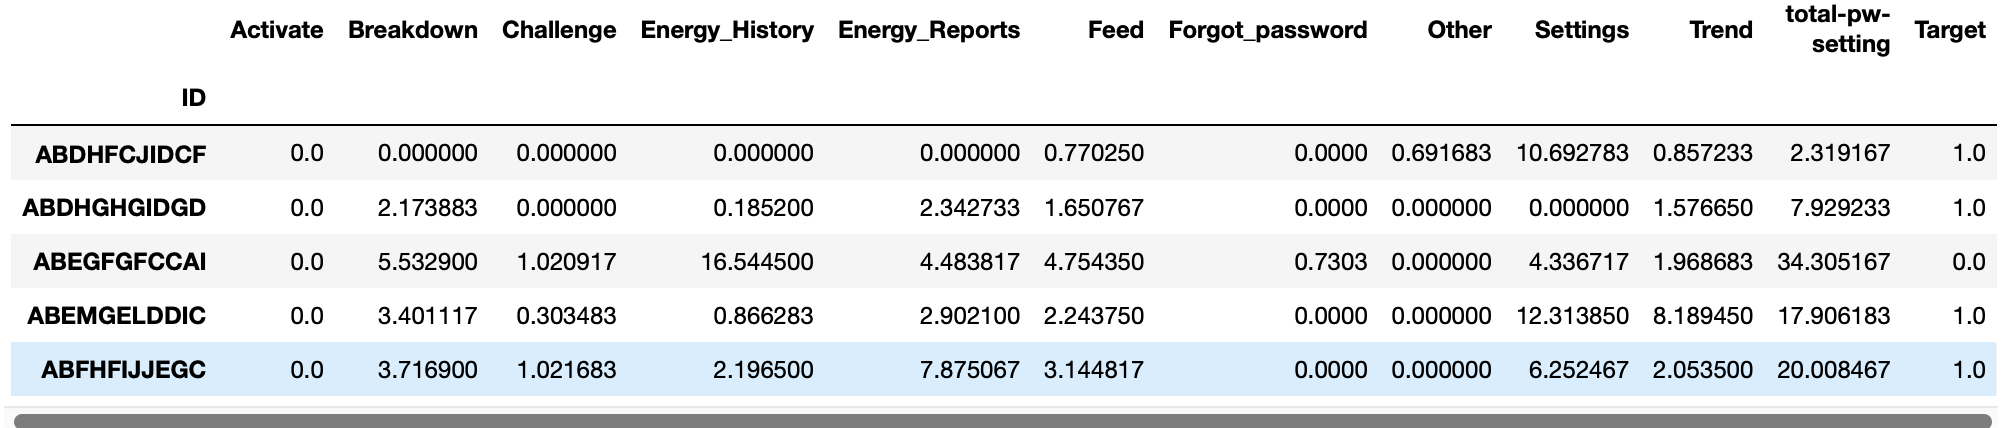 Activate Breakdown Challenge Energy_History Energy_Reports Feed Forgot_password Other Settings Trend total-pw-setting Target
ID
ABDHFCJIDCF 0.0 0.000000 0.000000 0.000000 0.000000 0.770250 0.0000 0.691683 10.692783 0.857233 2.319167 1.0
ABDHGHGIDGD 0.0 2.173883 0.000000 0.185200 2.342733 1.650767 0.0000 0.000000 0.000000 1.576650 7.929233 1.0
ABEGFGFCCAI 0.0 5.532900 1.020917 16.544500 4.483817 4.754350 0.7303 0.000000 4.336717 1.968683 34.305167 0.0
ABEMGELDDIC 0.0 3.401117 0.303483 0.866283 2.902100 2.243750 0.0000 0.000000 12.313850 8.189450 17.906183 1.0
ABFHFIJJEGC 0.0 3.716900 1.021683 2.196500 7.875067 3.144817 0.0000 0.000000 6.252467 2.053500 20.008467 1.0